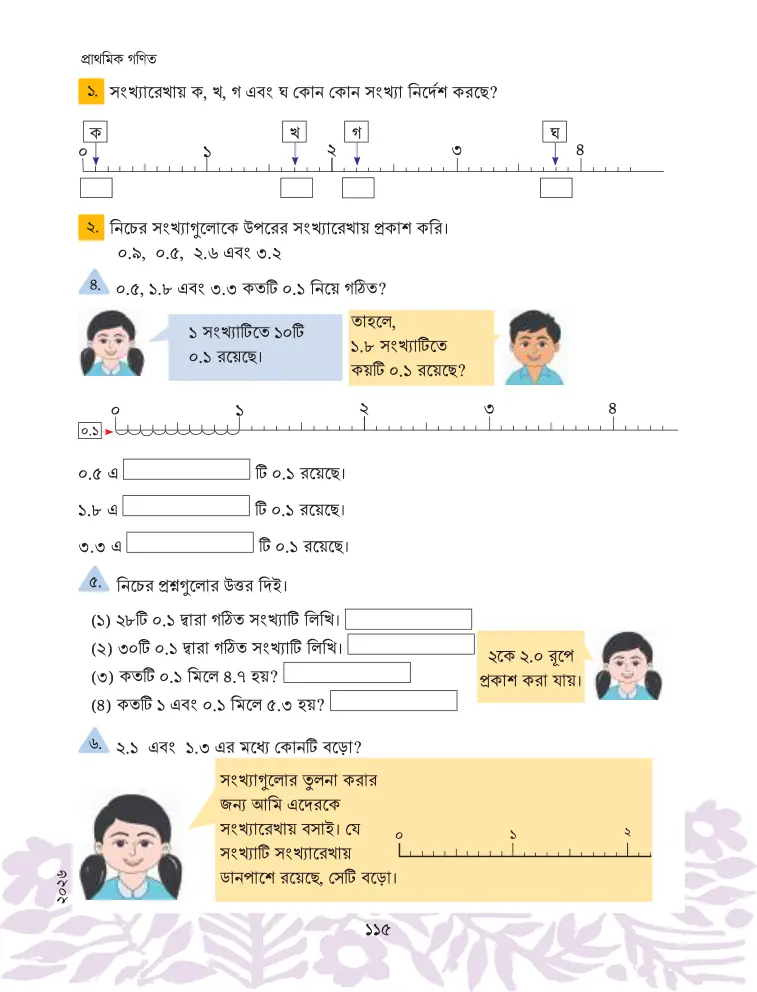 প্রাথমিক গণিত
১. সংখ্যারেখায় ক, খ, গ এবং ঘ কোন কোন সংখ্যা নির্দেশ করছে?
ক খ গ ঘ
০ ১ ২ ৩ ৪
২. নিচের সংখ্যাগুলোকে উপরের সংখ্যারেখায় প্রকাশ করি।
০.৯, ০.৫, ২.৬ এবং ৩.২
৪. ০.৫, ১.৮ এবং ৩.৩ কতটি ০.১ নিয়ে গঠিত?
১ সংখ্যাটিতে ১০টি
০.১ রয়েছে।
তাহলে,
১.৮ সংখ্যাটিতে
কয়টি ০.১ রয়েছে?
০ ১ ২ ৩ ৪
০.১
০.৫ এ টি ০.১ রয়েছে।
১.৮ এ টি ০.১ রয়েছে।
৩.৩ এ টি ০.১ রয়েছে।
৫. নিচের প্রশ্নগুলোর উত্তর দিই।
(১) ২৮টি ০.১ দ্বারা গঠিত সংখ্যাটি লিখি।
(২) ৩০টি ০.১ দ্বারা গঠিত সংখ্যাটি লিখি।
(৩) কতটি ০.১ মিলে ৪.৭ হয়?
(৪) কতটি ১ এবং ০.১ মিলে ৫.৩ হয়?
২কে ২.০ রূপে
প্রকাশ করা যায়।
৬. ২.১ এবং ১.৩ এর মধ্যে কোনটি বড়ো?
সংখ্যাগুলোর তুলনা করার
জন্য আমি এদেরকে
সংখ্যারেখায় বসাই। যে
সংখ্যাটি সংখ্যারেখায়
ডানপাশে রয়েছে, সেটি বড়ো।
০ ১ ২
২০২৬
১১৫